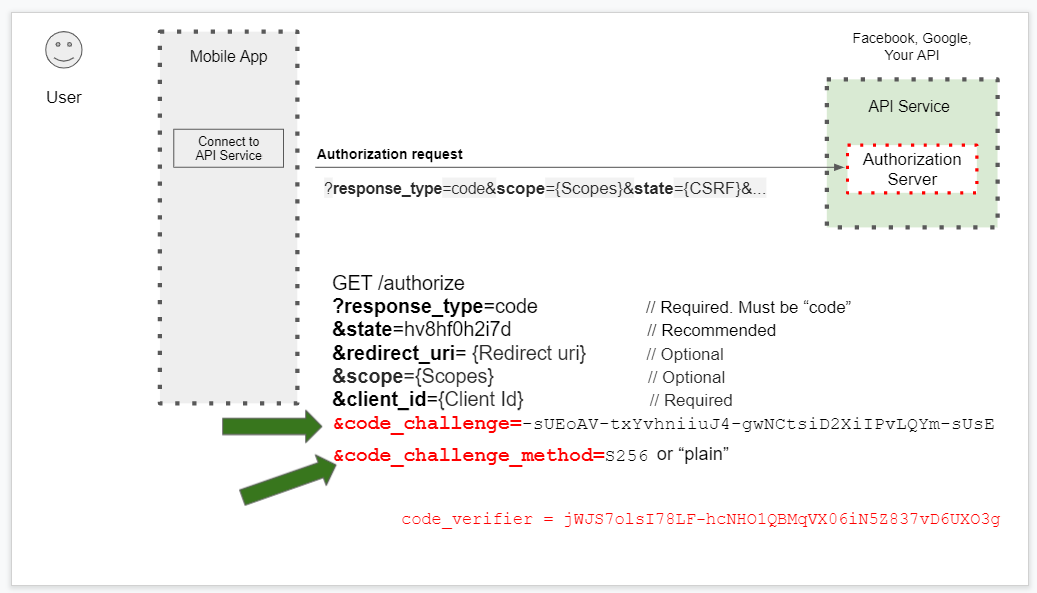 User
Mobile App
Connect to
API Service
Facebook, Google,
Your API
API Service
Authorization
Server
Authorization request
?response_type=code&scope={Scopes}&state={CSRF}&...
GET /authorize
?response_type=code // Required. Must be “code”
&state=hv8hf0h2i7d // Recommended
&redirect_uri= {Redirect uri} // Optional
&scope={Scopes} // Optional
&client_id={Client Id} // Required
&code_challenge=-sUEoAV-txYvhniiuJ4-gwNCtsiD2XiIPvLQYm-sUsE
&code_challenge_method=S256 or “plain”
code_verifier = jWJS7olsI78LF-hcNHO1QBMqVX06iN5Z837vD6UXO3g